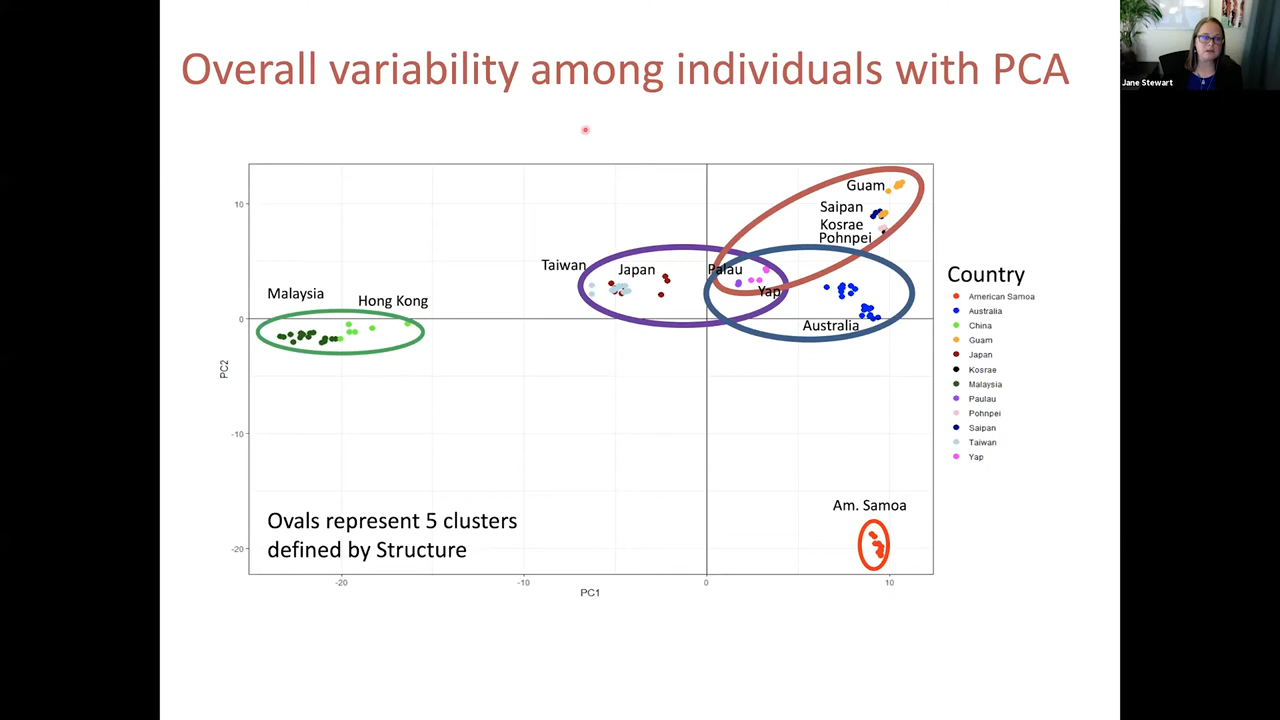 Overall variability among individuals with PCA
Jane Stewart
Guam
Saipan
Kosrae
Pohnpei
Taiwan
Japan
Palau
Yap
Malaysia
Hong Kong
Australia
Am. Samoa
Ovals represent 5 clusters
defined by Structure
10
0
-10
-20
PC2
-20
-10
0
10
PC1
Country
American Samoa
Australia
China
Guam
Japan
Kosrae
Malaysia
Paulau
Pohnpei
Saipan
Taiwan
Yap